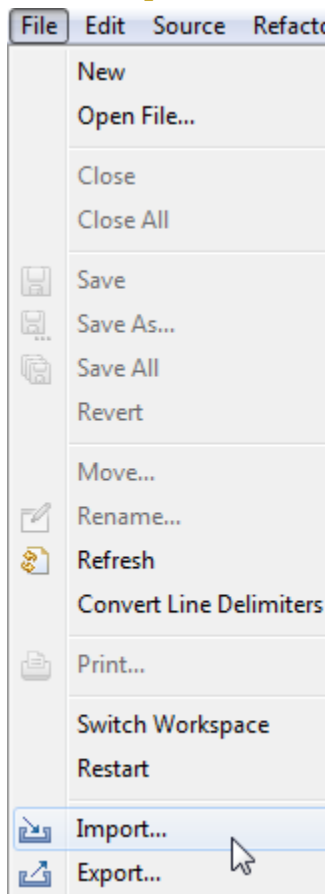 File Edit Source Refacto
New
Open File...
Close
Close All
Save
Save As...
Save All
Revert
Move...
Rename...
Refresh
Convert Line Delimiters
Print...
Switch Workspace
Restart
Import...
Export...